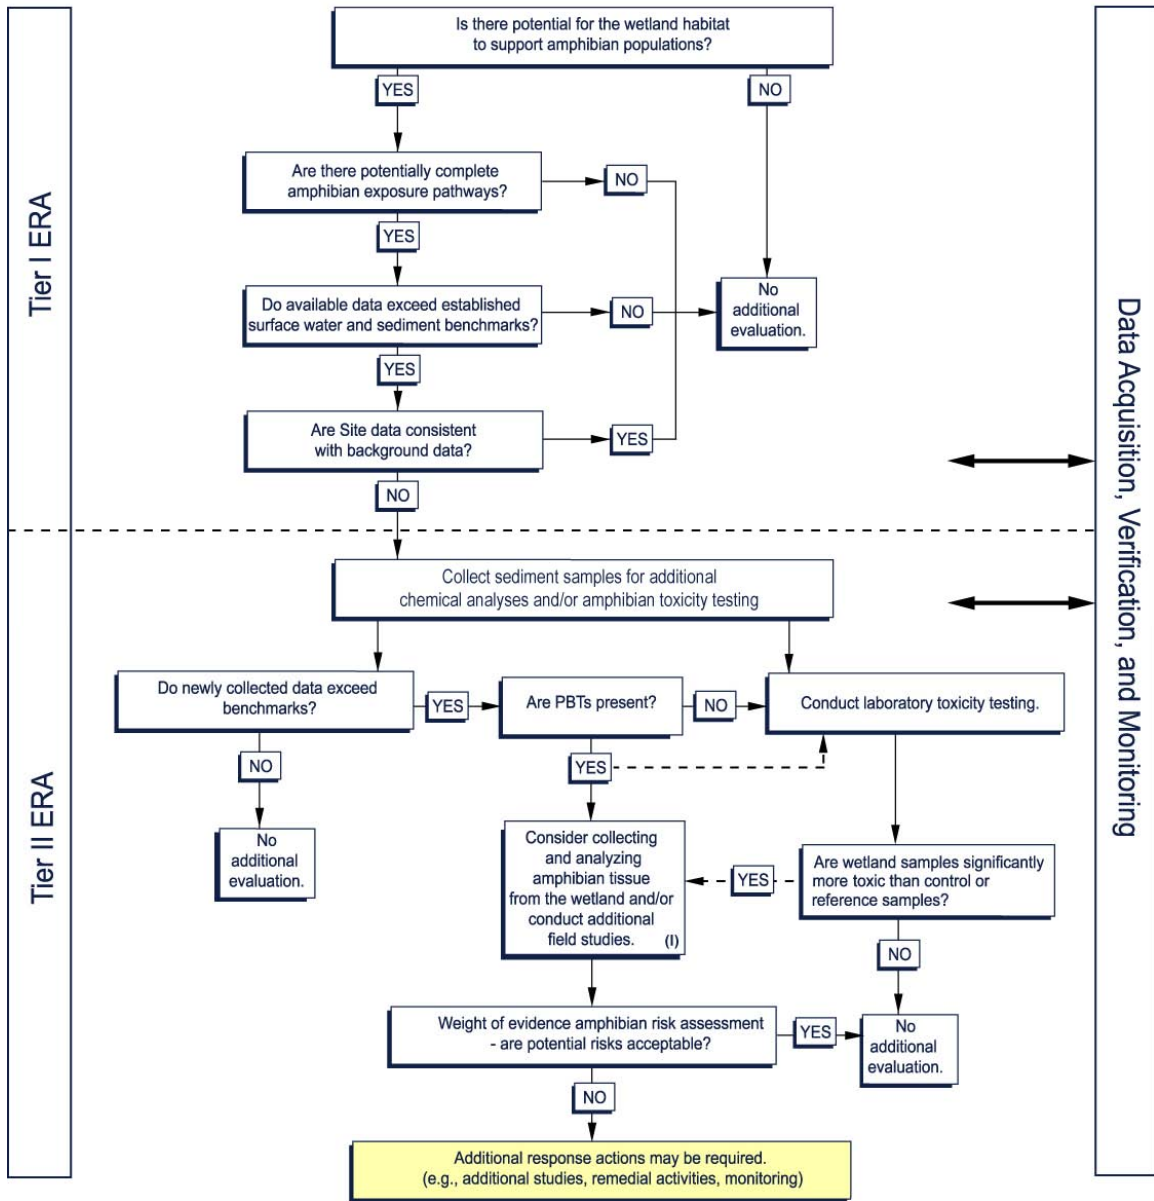 Is there potential for the wetland habitat
to support amphibian populations?
YES
NO
Are there potentially complete
amphibian exposure pathways?
NO
YES
Do available data exceed established
surface water and sediment benchmarks?
NO
No
additional
evaluation.
YES
Are Site data consistent
with background data?
YES
NO
Tier I ERA
Data Acquisition, Verification, and Monitoring
Collect sediment samples for additional
chemical analyses and/or amphibian toxicity testing
Do newly collected data exceed
benchmarks?
YES
Are PBTs present?
NO
Conduct laboratory toxicity testing.
NO
YES
No
additional
evaluation.
Consider collecting
and analyzing
amphibian tissue
from the wetland and/or
conduct additional
field studies.
(I)
YES
Are wetland samples significantly
more toxic than control or
reference samples?
NO
Tier II ERA
Weight of evidence amphibian risk assessment
- are potential risks acceptable?
YES
No
additional
evaluation.
NO
Additional response actions may be required.
(e.g., additional studies, remedial activities, monitoring)